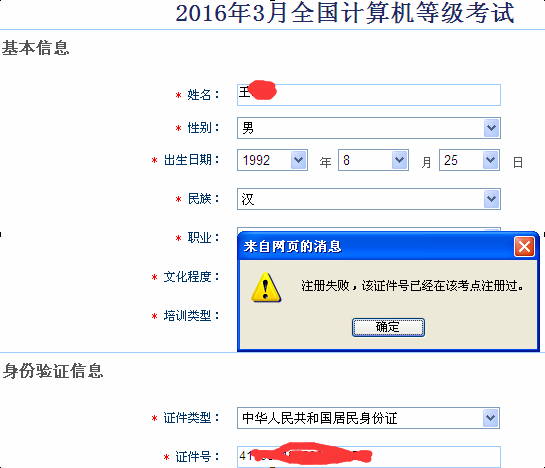 2016年3月全国计算机等级考试
基本信息
* 姓名： 王
* 性别： 男
* 出生日期： 1992 年 8 月 25 日
* 民族： 汉
* 职业：
来自网页的消息
* 文化程度：
注册失败，该证件号已经在该考点注册过。
* 培训类型：
确定
身份验证信息
* 证件类型： 中华人民共和国居民身份证
* 证件号： 41